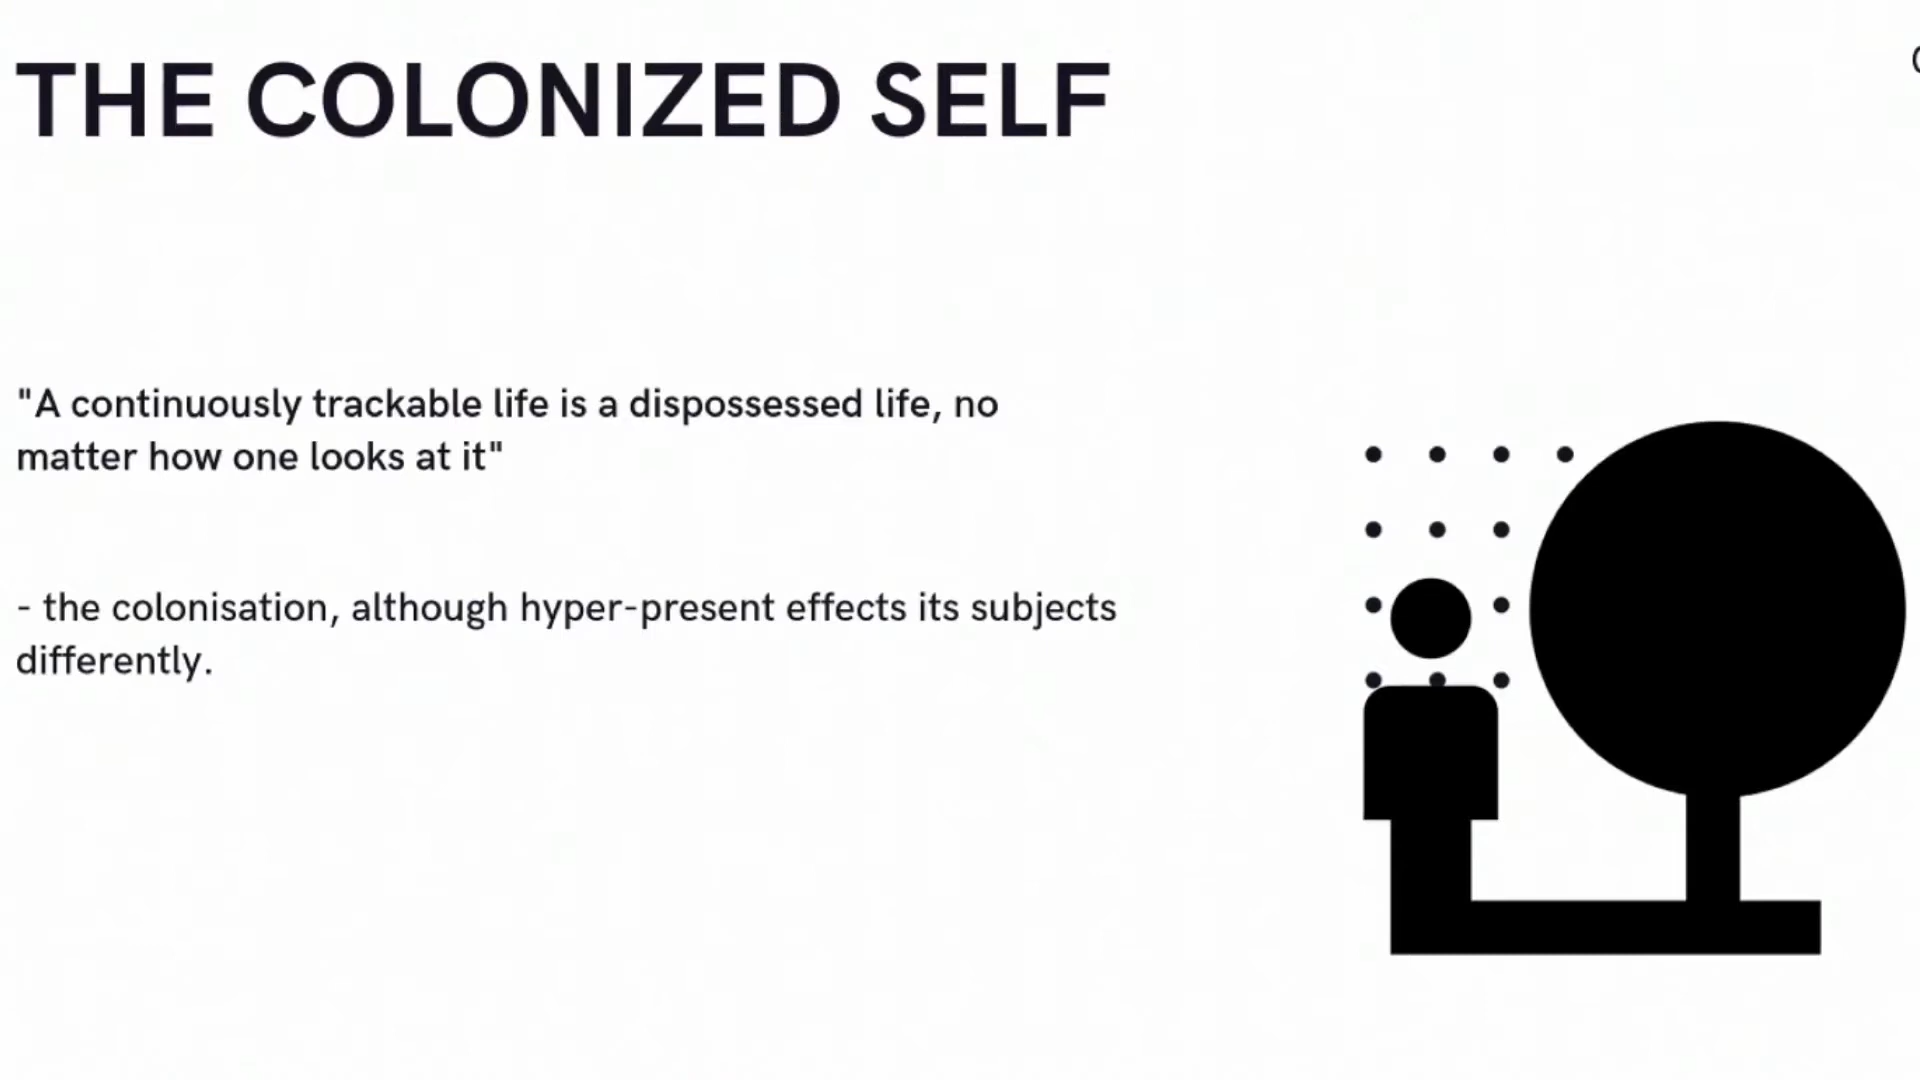 THE COLONIZED SELF
"A continuously trackable life is a dispossessed life, no
matter how one looks at it"
- the colonisation, although hyper-present effects its subjects
differently.